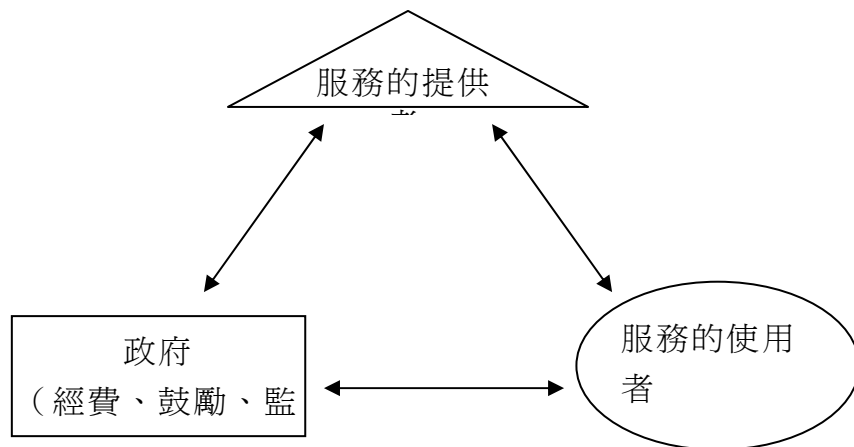 服務的提供
政府
（經費、鼓勵、監
服務的使用
者